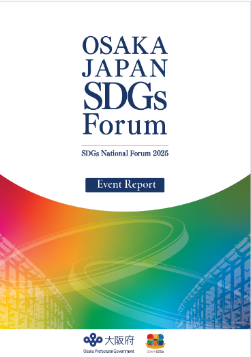 OSAKA
JAPAN
SDGs
Forum
SDGs National Forum 2025
Event Report
大阪府
Osaka Prefectural Government